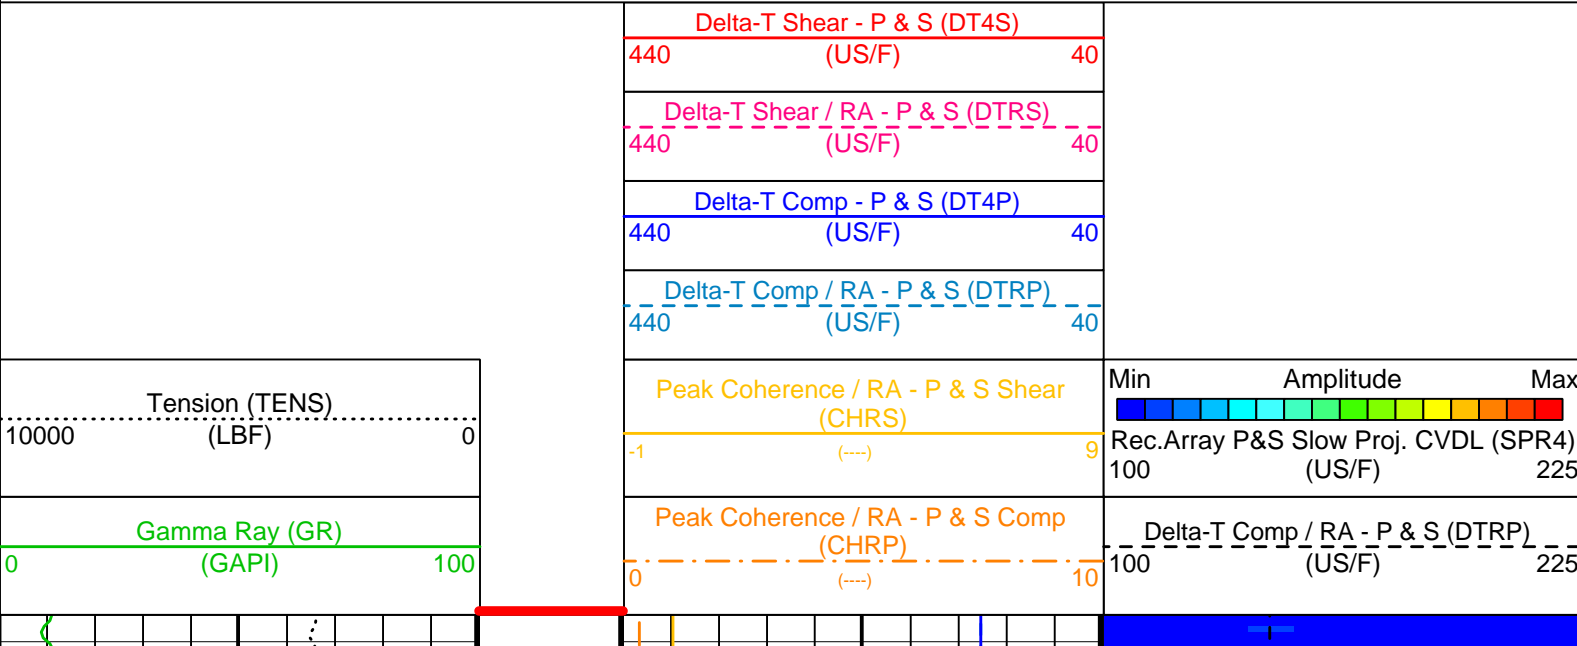 Delta-T Shear - P & S (DT4S)
440 (US/F) 40
Delta-T Shear / RA - P & S (DTRS)
440 (US/F) 40
Delta-T Comp - P & S (DT4P)
440 (US/F) 40
Delta-T Comp / RA - P & S (DTRP)
440 (US/F) 40
Tension (TENS)
10000 (LBF) 0
Peak Coherence / RA - P & S Shear
(CHRS)
-1 (----) 9
Min Amplitude Max
Rec.Array P&S Slow Proj. CVDL (SPR4)
100 (US/F) 225
Gamma Ray (GR)
0 (GAPI) 100
Peak Coherence / RA - P & S Comp
(CHRP)
0 (----) 10
Delta-T Comp / RA - P & S (DTRP)
100 (US/F) 225